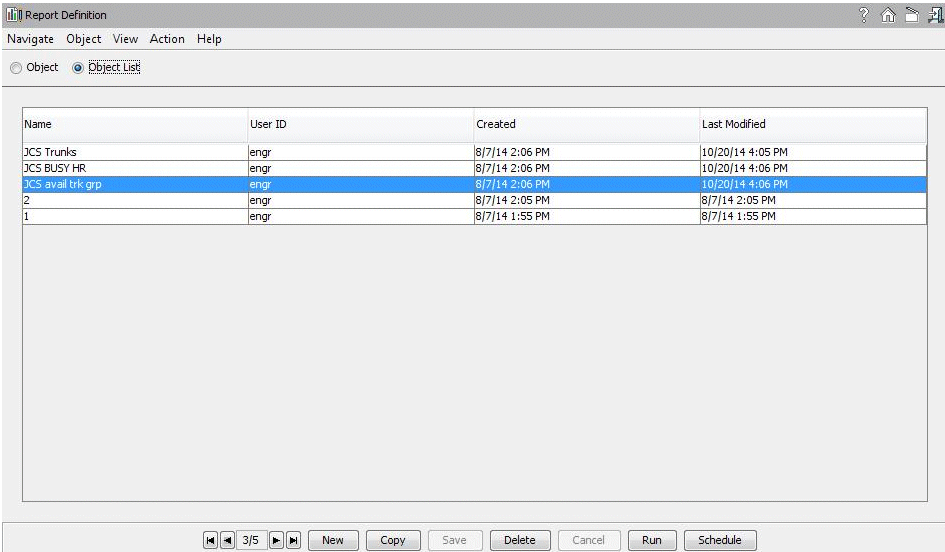 Report Definition ?
Navigate Object View Action Help
Object Object List
Name User ID Created Last Modified
JCS Trunks engr 8/7/14 2:06 PM 10/20/14 4:05 PM
JCS BUSY HR engr 8/7/14 2:06 PM 10/20/14 4:06 PM
JCS avail trk grp engr 8/7/14 2:06 PM 10/20/14 4:06 PM
2 engr 8/7/14 2:05 PM 8/7/14 2:05 PM
1 engr 8/7/14 1:55 PM 8/7/14 1:55 PM
3/5 New Copy Save Delete Cancel Run Schedule